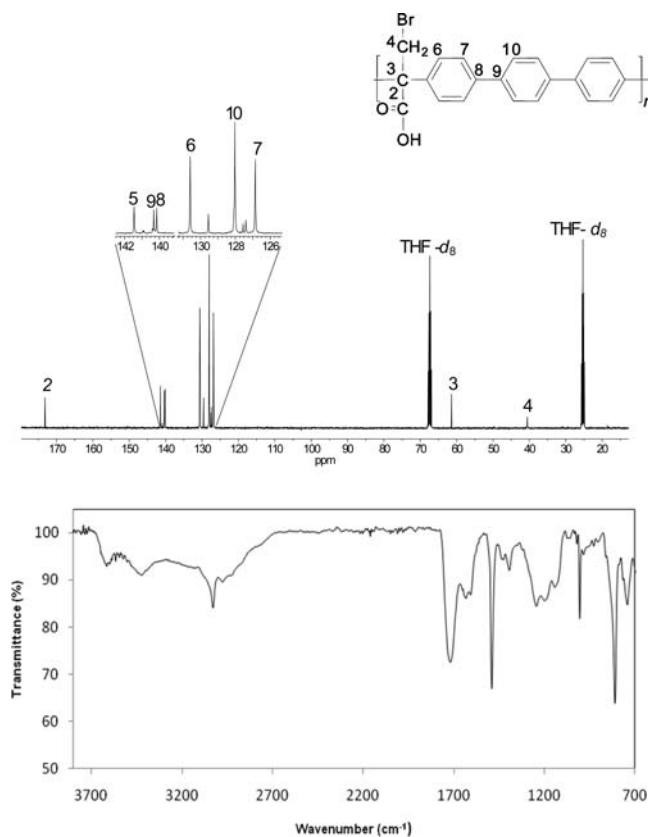 Br
4 CH2 6 7 10
3 C 8 9 n
2
O=C
OH
10
6
7
5
9 8
142 140 130 128 126
THF -d8
THF- d8
2
3
4
170 160 150 140 130 120 110 100 90 80 70 60 50 40 30 20
ppm
100
90
80
70
60
50
Transmittance (%)
3700 3200 2700 2200 1700 1200 700
Wavenumber (cm-1)